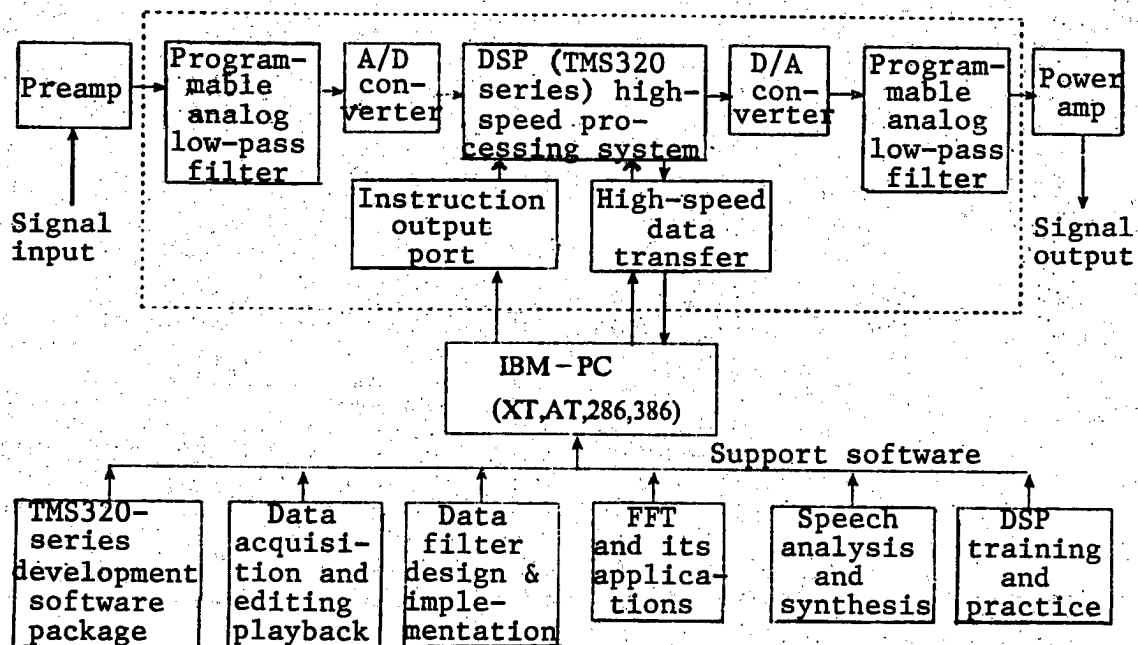 Preamp
Signal
input
Program-
mable
analog
low-pass
filter
A/D
con-
verter
DSP (TMS320
series) high-
speed pro-
cessing system
D/A
con-
verter
Program-
mable
analog
low-pass
filter
Power
amp
Signal
output
Instruction
output
port
High-speed
data
transfer
IBM-PC
(XT,AT,286,386)
Support software
TMS320-
series
development
software
package
Data
acquisi-
tion and
editing
playback
Data
filter
design &
imple-
mentation
FFT
and its
applica-
tions
Speech
analysis
and
synthesis
DSP
training
and
practice